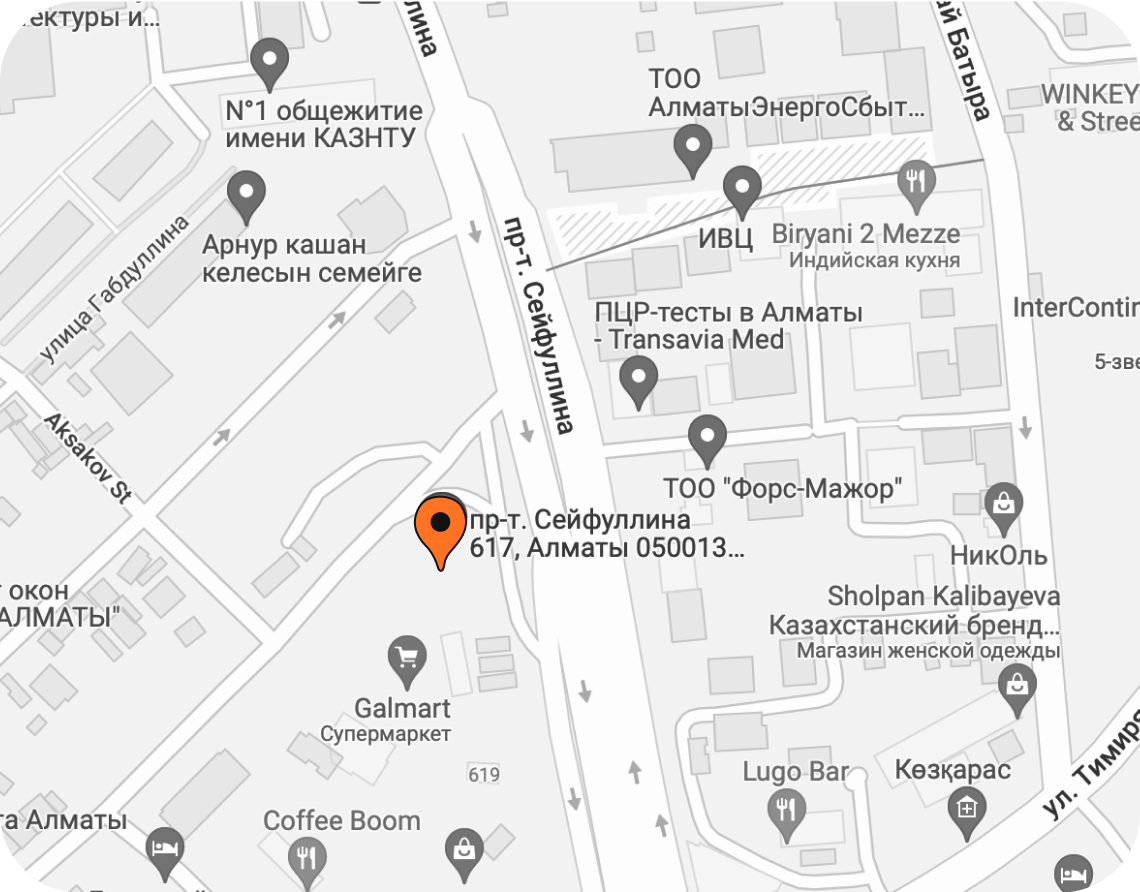 ектуры и...
лина
ай Батыра
ТОО
АлматыЭнергоСбыт...
WINKEY
& Stree
N°1 общежитие
имени КАЗНТУ
Арнур кашан
келесын семейге
улица Габдуллина
пр-т. Сейфуллина
ИВЦ
Biryani 2 Mezze
Индийская кухня
ПЦР-тесты в Алматы
- Transavia Med
InterContin
5-зве
Aksakov St
ТОО "Форс-Мажор"
пр-т. Сейфуллина
617, Алматы 050013...
НикОль
т окон
АЛМАТЫ"
Sholpan Kalibayeva
Казахстанский бренд...
Магазин женской одежды
Galmart
Супермаркет
619
Lugo Bar
Көзқарас
ул. Тимиря
та Алматы
Coffee Boom